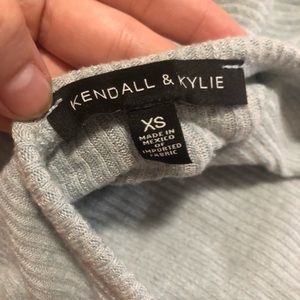 KENDALL & KYLIE
XS
MADE IN
MEXICO
OF
IMPORTED
FABRIC